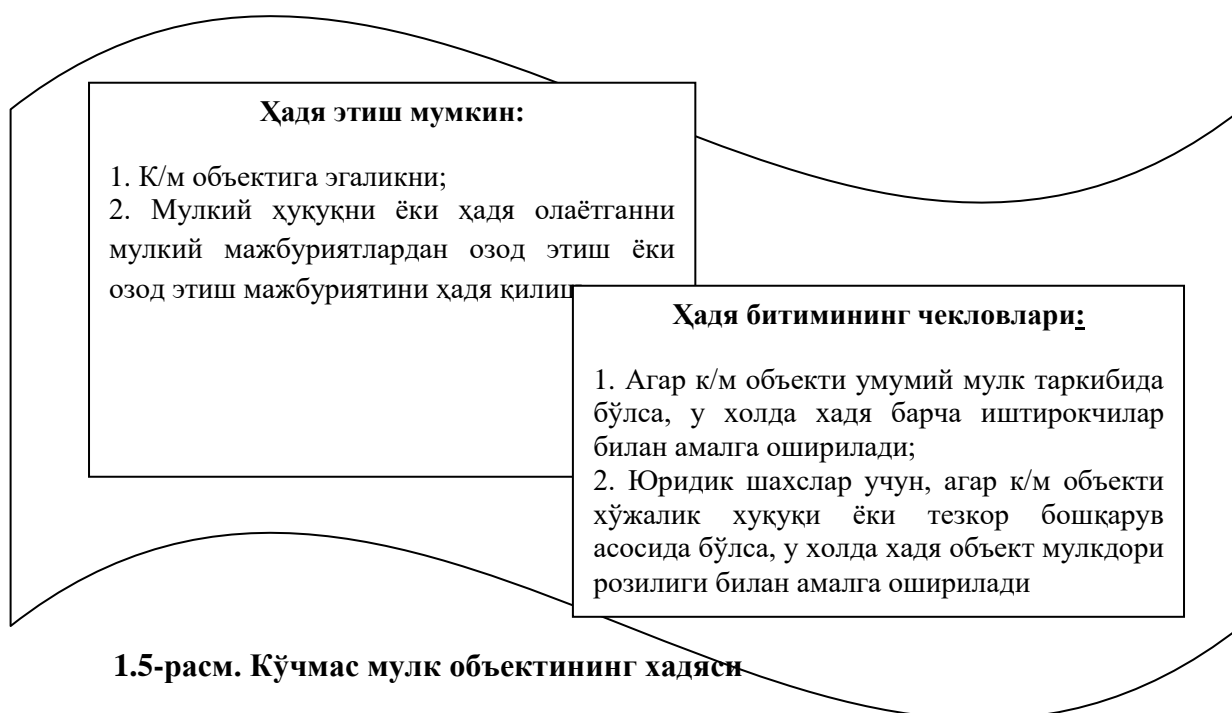 Ҳадя этиш мумкин:
1. К/м объектига эгаликни;
2. Мулкий ҳуқуқни ёки ҳадя олаётганни
мулкий мажбуриятлардан озод этиш ёки
озод этиш мажбуриятини ҳадя қилиш
Ҳадя битимининг чекловлари:
1. Агар к/м объекти умумий мулк таркибида
бўлса, у холда хадя барча иштирокчилар
билан амалга оширилади;
2. Юридик шахслар учун, агар к/м объекти
хўжалик хуқуқи ёки тезкор бошқарув
асосида бўлса, у холда хадя объект мулкдори
розилиги билан амалга оширилади
1.5-расм. Кўчмас мулк объектининг хадяси